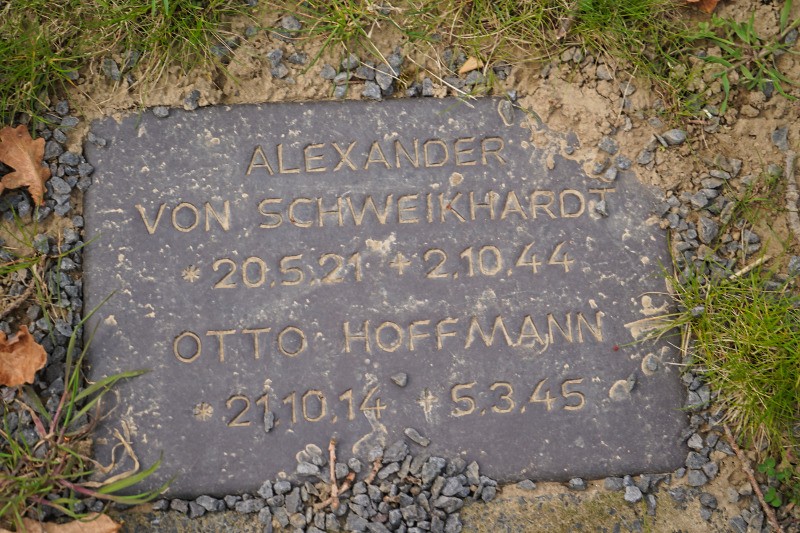 ALEXANDER
VON SCHWEIKHARDT
*20.5.21 +2.10.44
OTTO HOFFMANN
*21.10.14 +5.3.45